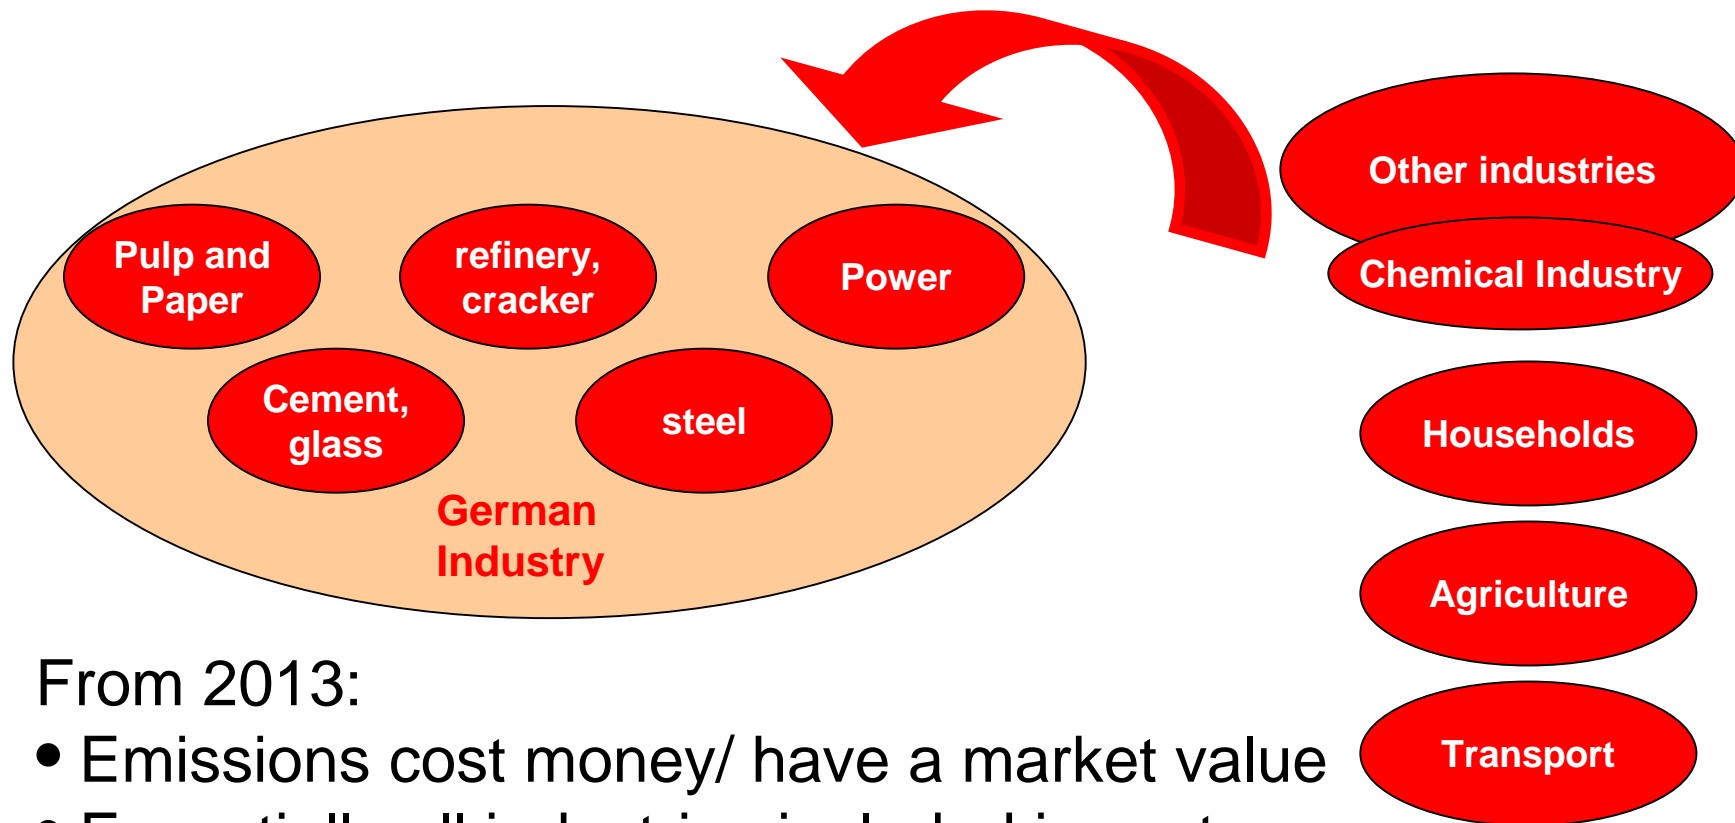 Other industries
Pulp and
Paper
refinery,
cracker
Power
Chemical Industry
Cement,
glass
steel
Households
German
Industry
Agriculture
From 2013:
• Emissions cost money/ have a market value
Transport